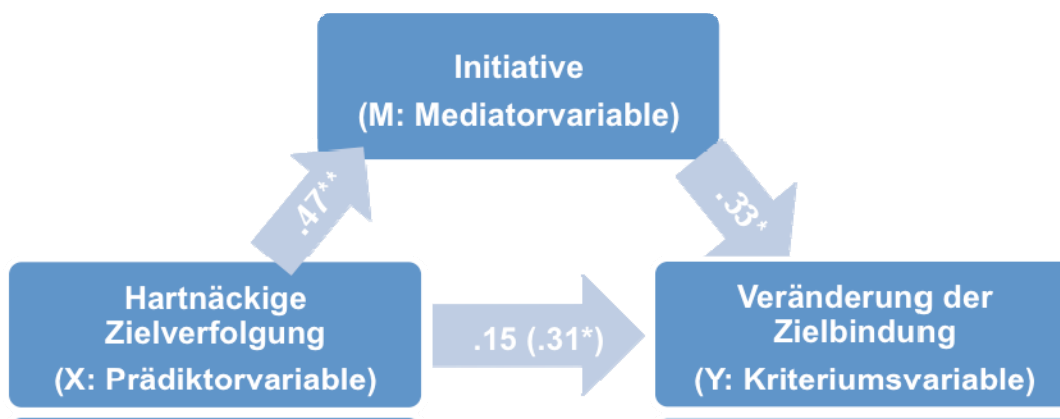 Initiative
(M: Mediatorvariable)
.47**
.33*
Hartnäckige
Zielverfolgung
(X: Prädiktorvariable)
.15 (.31*)
Veränderung der
Zielbindung
(Y: Kriteriumsvariable)